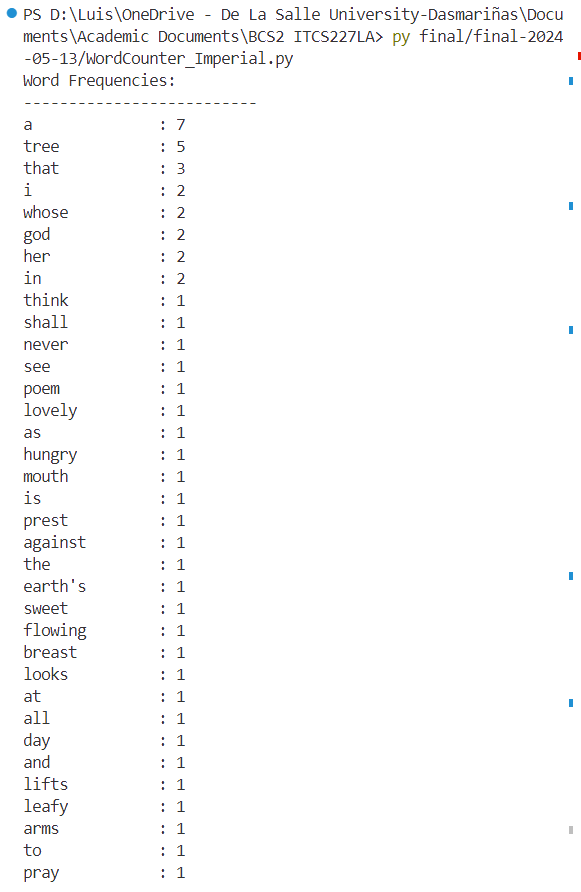 PS D:\Luis\OneDrive - De La Salle University-Dasmariñas\Docu
ments\Academic Documents\BCS2 ITCS227LA> py final/final-2024
-05-13/WordCounter_Imperial.py
Word Frequencies:
--------------------------
a              : 7
tree           : 5
that           : 3
i              : 2
whose          : 2
god            : 2
her            : 2
in             : 2
think          : 1
shall          : 1
never          : 1
see            : 1
poem           : 1
lovely         : 1
as             : 1
hungry         : 1
mouth          : 1
is             : 1
prest          : 1
against        : 1
the            : 1
earth's        : 1
sweet          : 1
flowing        : 1
breast         : 1
looks          : 1
at             : 1
all            : 1
day            : 1
and            : 1
lifts          : 1
leafy          : 1
arms           : 1
to             : 1
pray           : 1